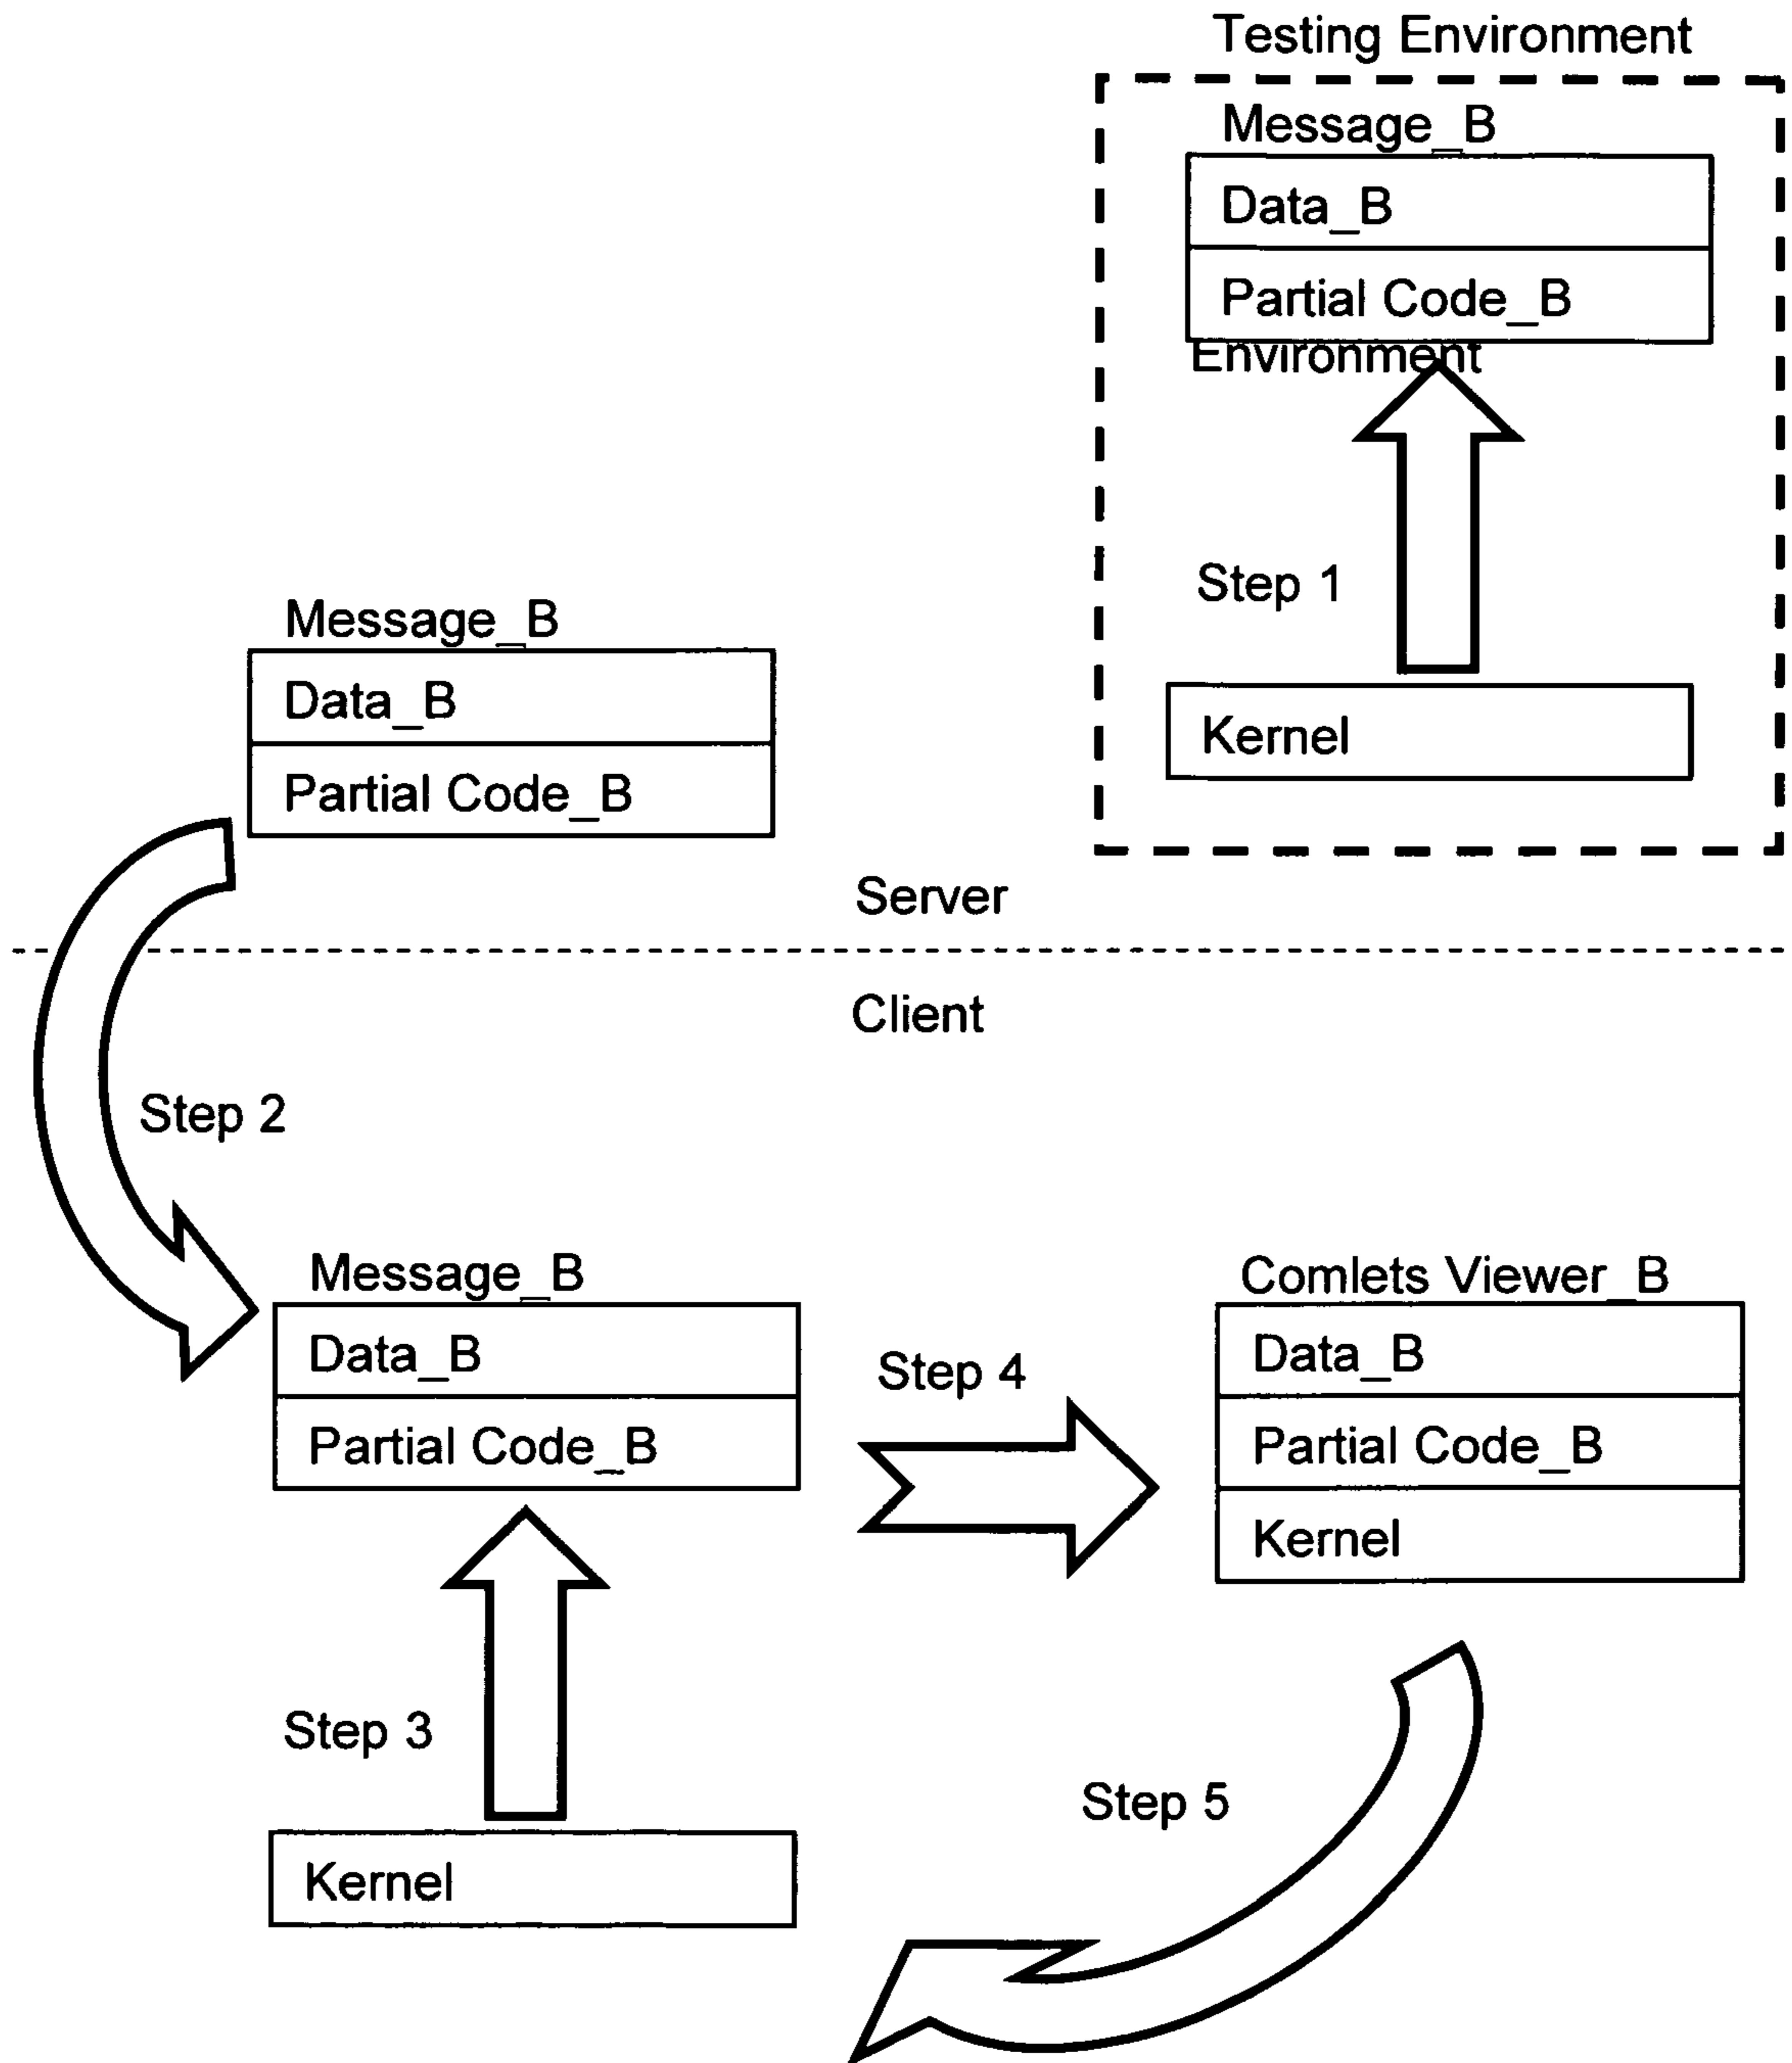 Testing Environment
Message_B
Data_B
Partial Code_B
Environment
Step 1
Kernel
Message_B
Data_B
Partial Code_B
Server
Client
Step 2
Message_B
Data_B
Partial Code_B
Step 4
Comlets Viewer_B
Data_B
Partial Code_B
Kernel
Step 3
Kernel
Step 5